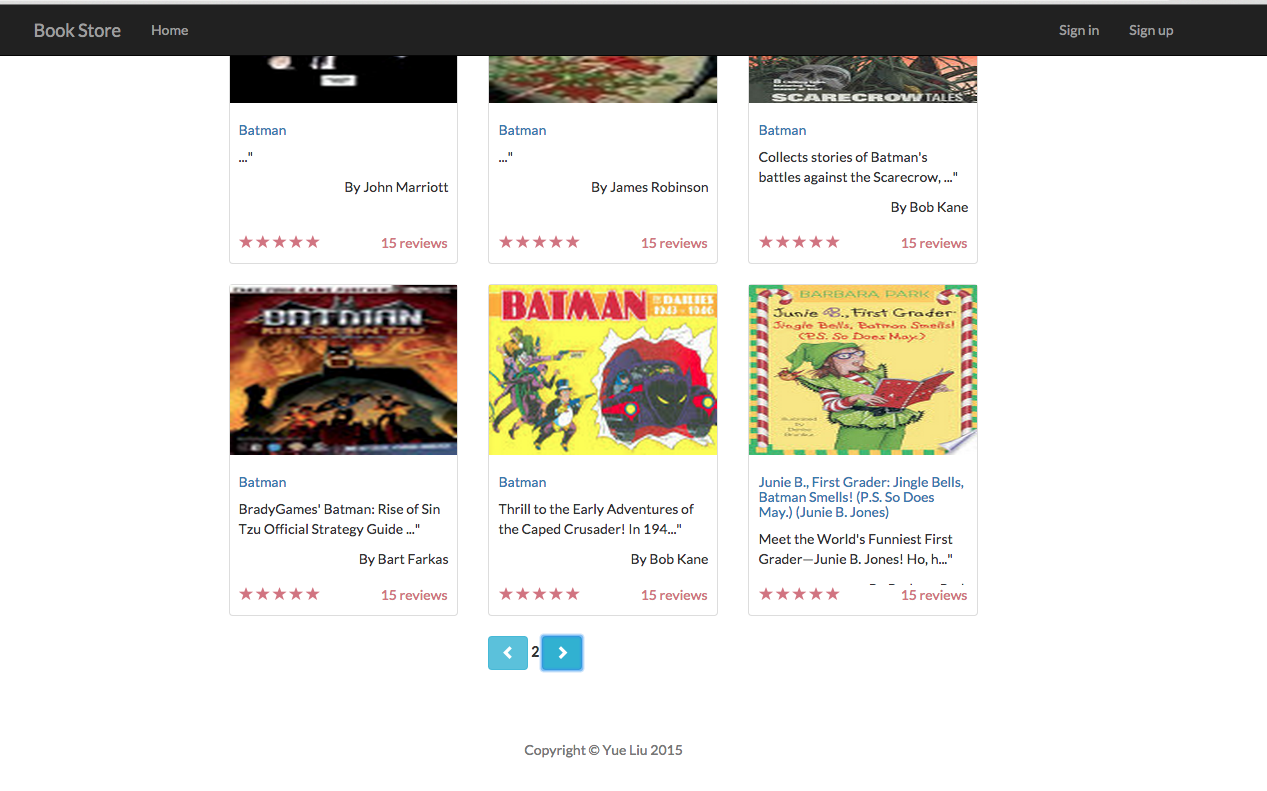 Book Store Home Sign in Sign up
SCARECROW TALES
Batman
..."
By John Marriott
★★★★★ 15 reviews
Batman
..."
By James Robinson
★★★★★ 15 reviews
Batman
Collects stories of Batman's
battles against the Scarecrow, ..."
By Bob Kane
★★★★★ 15 reviews
BATMAN
RISE OF SIN TZU
Batman
BradyGames' Batman: Rise of Sin
Tzu Official Strategy Guide ..."
By Bart Farkas
★★★★★ 15 reviews
BATMAN
DAILIES
Batman
Thrill to the Early Adventures of
the Caped Crusader! In 194..."
By Bob Kane
★★★★★ 15 reviews
BARBARA PARK
Junie B., First Grader:
Jingle Bells, Batman Smells!
(P.S. So Does May.)
Junie B., First Grader: Jingle Bells,
Batman Smells! (P.S. So Does
May.) (Junie B. Jones)
Meet the World's Funniest First
Grader—Junie B. Jones! Ho, h..."
★★★★★ 15 reviews
2
Copyright © Yue Liu 2015